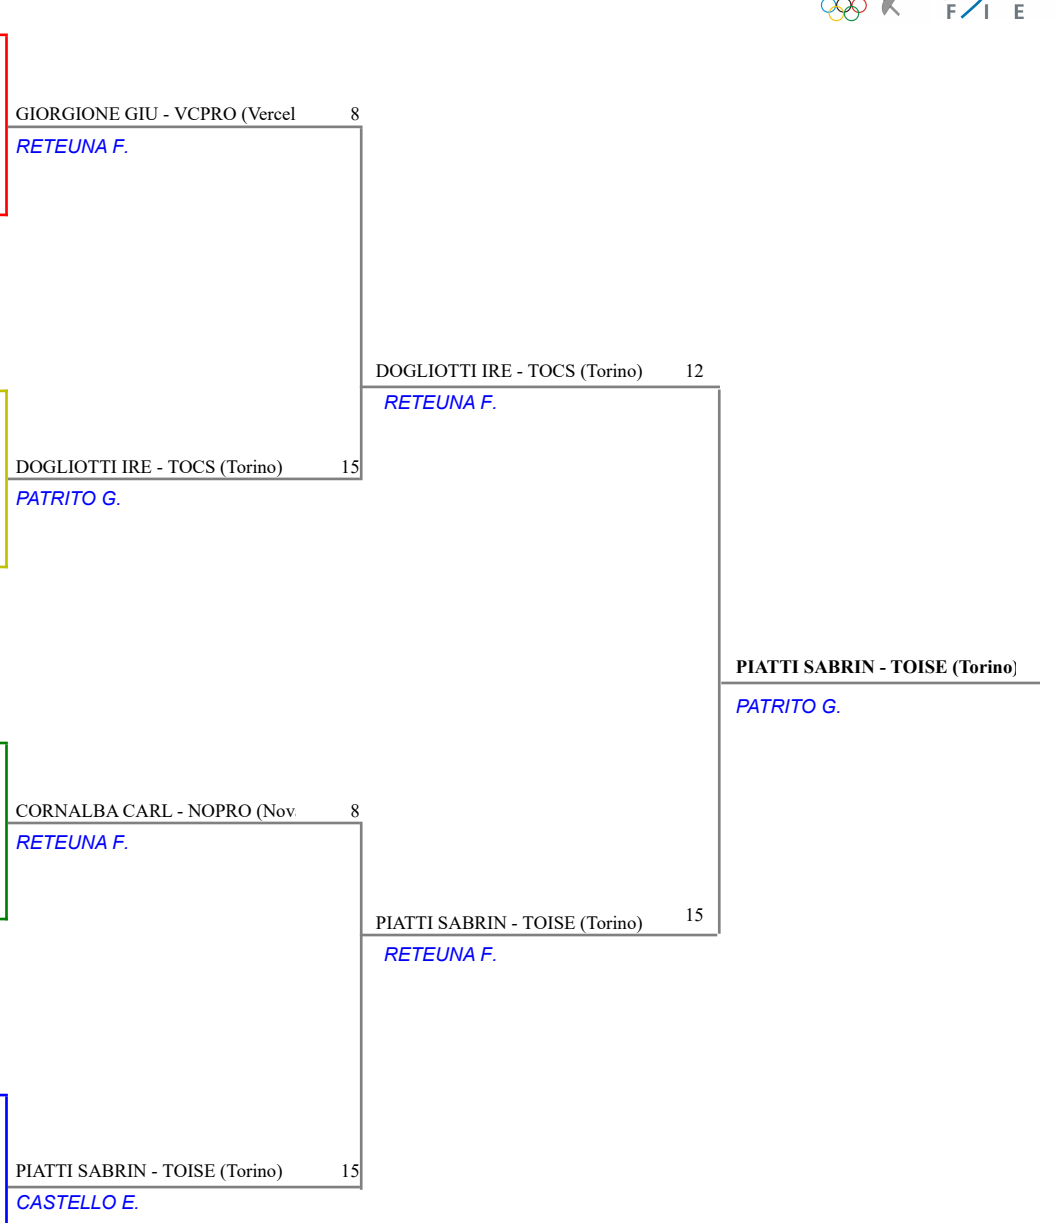 F I E
GIORGIONE GIU - VCPRO (Vercel 8
RETEUNA F.
DOGLIOTTI IRE - TOCS (Torino) 12
RETEUNA F.
DOGLIOTTI IRE - TOCS (Torino) 15
PATRITO G.
PIATTI SABRIN - TOISE (Torino)
PATRITO G.
CORNALBA CARL - NOPRO (Nov 8
RETEUNA F.
PIATTI SABRIN - TOISE (Torino) 15
RETEUNA F.
PIATTI SABRIN - TOISE (Torino) 15
CASTELLO E.